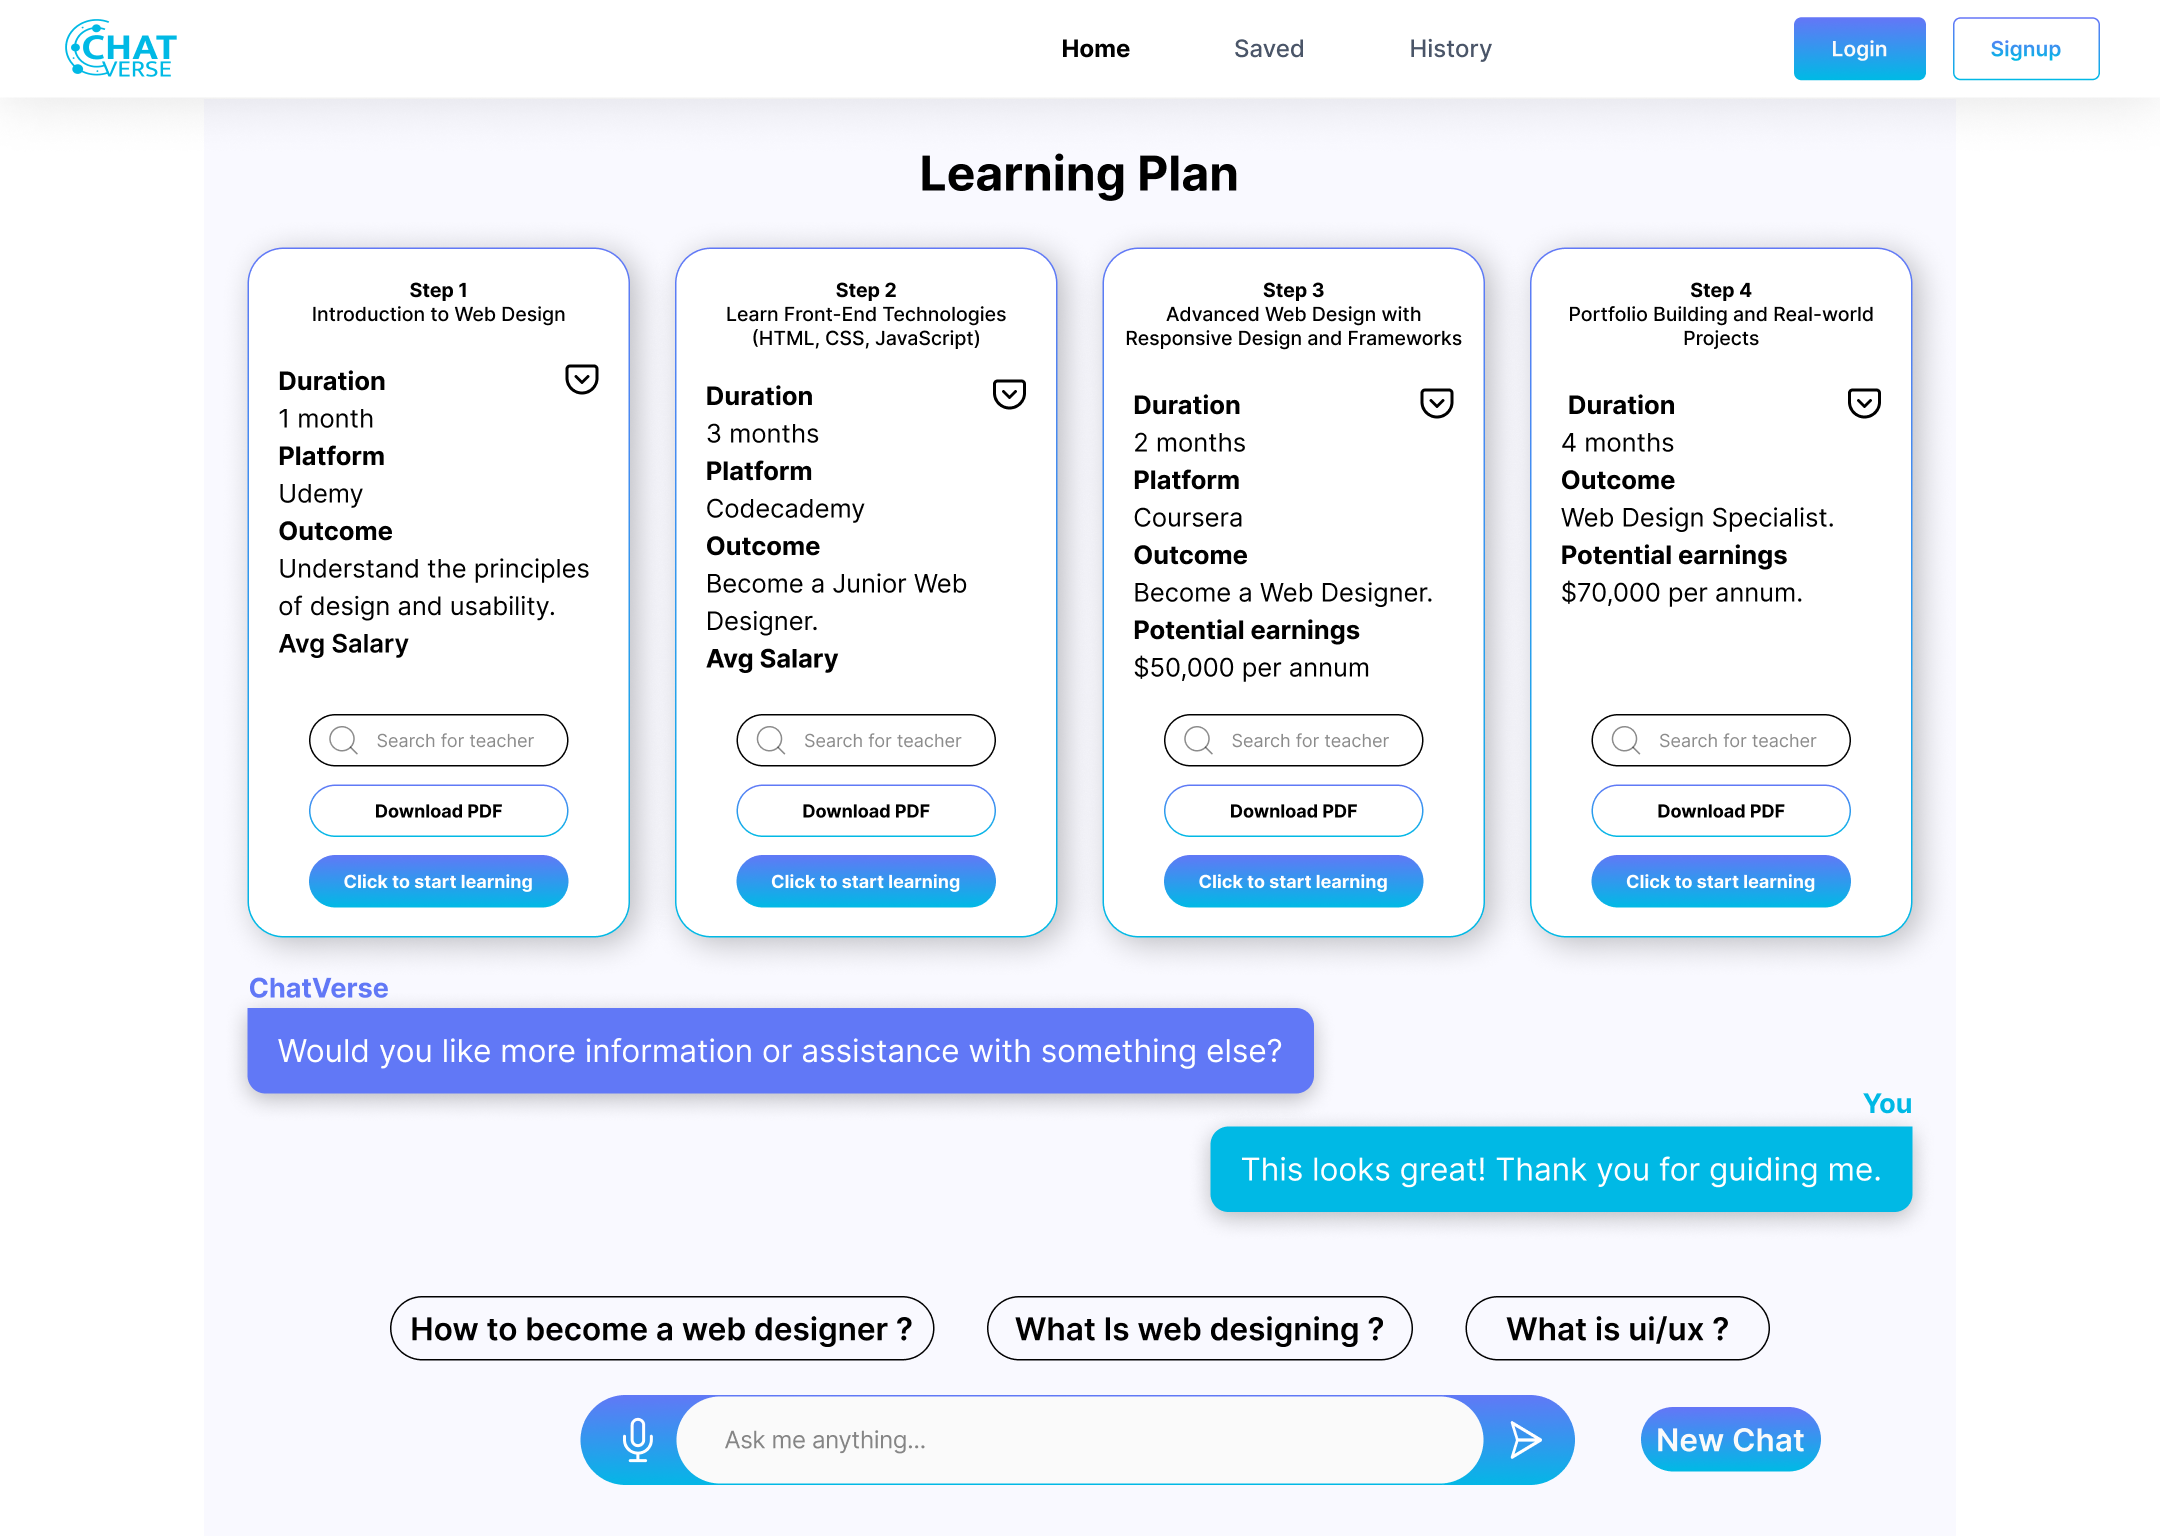 CHAT
VERSE
Home
Saved
History
Login
Signup
Learning Plan
Step 1
Introduction to Web Design
Duration
1 month
Platform
Udemy
Outcome
Understand the principles
of design and usability.
Avg Salary
Search for teacher
Download PDF
Click to start learning
Step 2
Learn Front-End Technologies
(HTML, CSS, JavaScript)
Duration
3 months
Platform
Codecademy
Outcome
Become a Junior Web
Designer.
Avg Salary
Search for teacher
Download PDF
Click to start learning
Step 3
Advanced Web Design with
Responsive Design and Frameworks
Duration
2 months
Platform
Coursera
Outcome
Become a Web Designer.
Potential earnings
$50,000 per annum
Search for teacher
Download PDF
Click to start learning
Step 4
Portfolio Building and Real-world
Projects
Duration
4 months
Outcome
Web Design Specialist.
Potential earnings
$70,000 per annum.
Search for teacher
Download PDF
Click to start learning
ChatVerse
Would you like more information or assistance with something else?
You
This looks great! Thank you for guiding me.
How to become a web designer ?
What Is web designing ?
What is ui/ux ?
Ask me anything...
New Chat